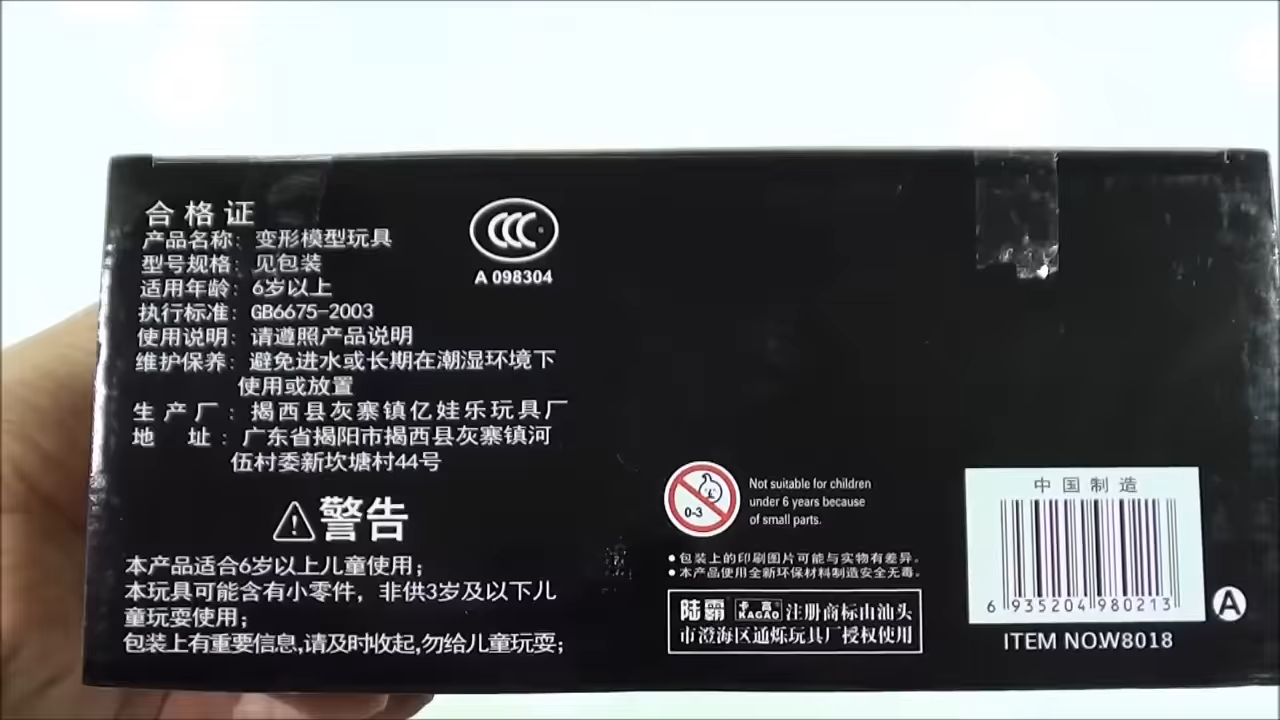 合格证
产品名称：变形模型玩具
型号规格：见包装
适用年龄：6岁以上
执行标准：GB6675-2003
使用说明：请遵照产品说明
维护保养：避免进水或长期在潮湿环境下
使用或放置
生产厂：揭西县灰寨镇亿娃乐玩具厂
地 址：广东省揭阳市揭西县灰寨镇河
伍村委新坎塘村44号
CCC
A 098304
警告
本产品适合6岁以上儿童使用；
本玩具可能含有小零件，非供3岁及以下儿
童玩耍使用；
包装上有重要信息,请及时收起,勿给儿童玩耍；
0-3
Not suitable for children
under 6 years because
of small parts.
●包装上的印刷图片可能与实物有差异。
●本产品使用全新环保材料制造安全无毒。
陆霸 卡高 KAGAO 注册商标由汕头
市澄海区通烁玩具厂授权使用
中国制造
6 935204 980213
A
ITEM NO.W8018